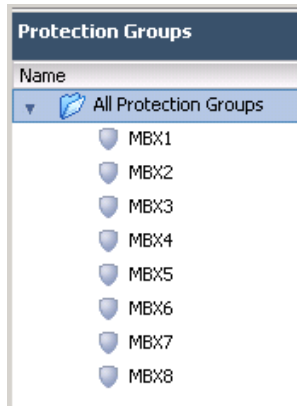 Protection Groups
Name
All Protection Groups
MBX1
MBX2
MBX3
MBX4
MBX5
MBX6
MBX7
MBX8